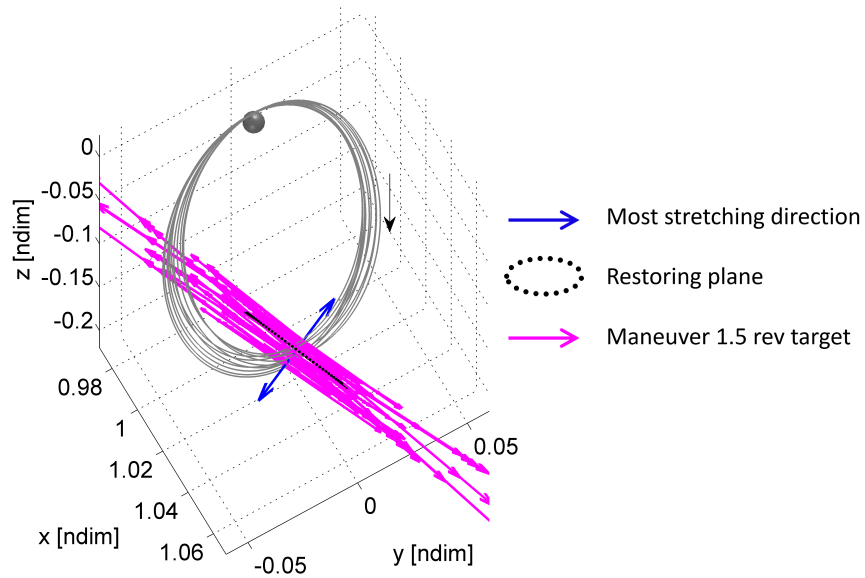 0
-0.05
-0.1
-0.15
-0.2
z [ndim]
0.98
1
1.02
1.04
1.06
x [ndim]
-0.05
0
0.05
y [ndim]
Most stretching direction
Restoring plane
Maneuver 1.5 rev target